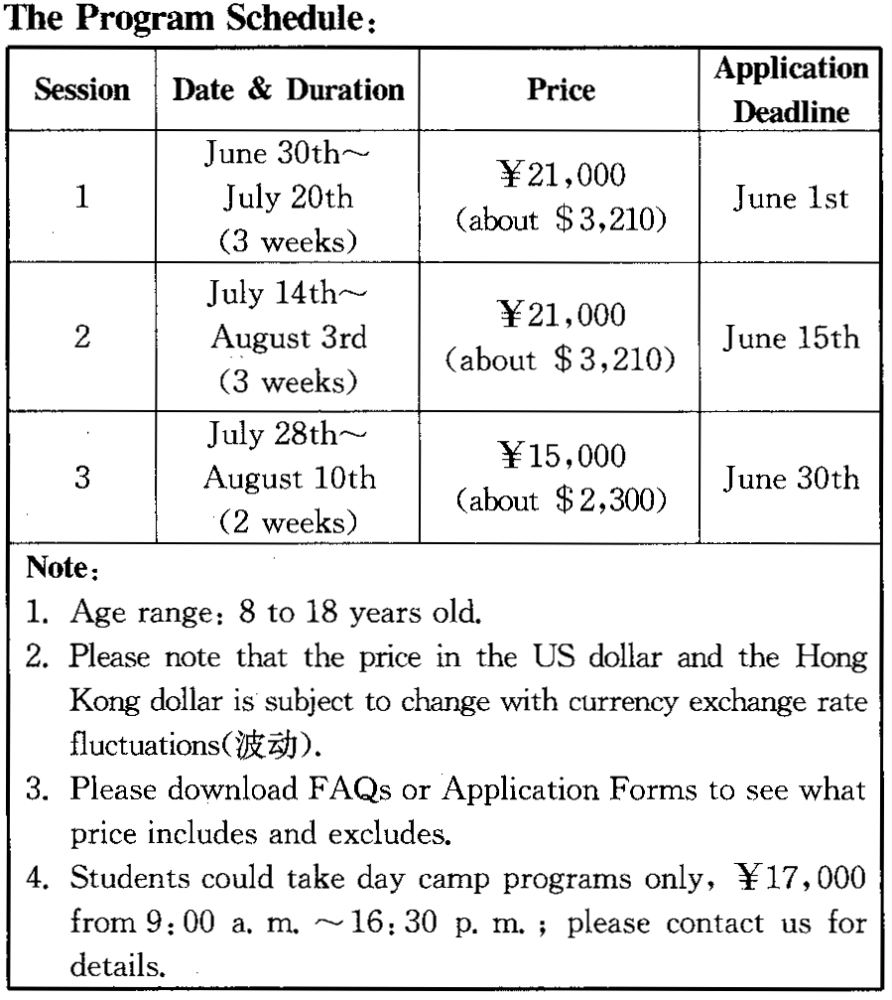 The Program Schedule:
Session
Date & Duration
Price
Application
Deadline
1
June 30th~
July 20th
(3 weeks)
¥21,000
(about $3,210)
June 1st
2
July 14th~
August 3rd
(3 weeks)
¥21,000
(about $3,210)
June 15th
3
July 28th~
August 10th
(2 weeks)
¥15,000
(about $2,300)
June 30th
Note:
1. Age range: 8 to 18 years old.
2. Please note that the price in the US dollar and the Hong
Kong dollar is subject to change with currency exchange rate
fluctuations(波动).
3. Please download FAQs or Application Forms to see what
price includes and excludes.
4. Students could take day camp programs only, ¥17,000
from 9:00 a. m. ~16:30 p. m. ; please contact us for
details.